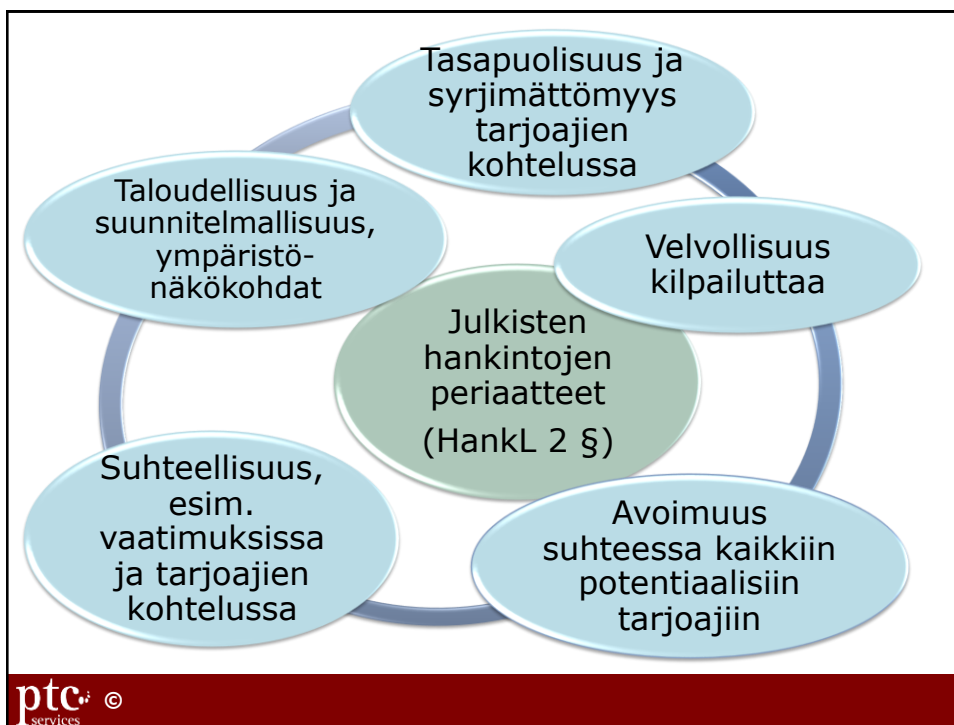 Tasapuolisuus ja
syrjimättömyys
tarjoajien
kohtelussa
Velvollisuus
kilpailuttaa
Avoimuus
suhteessa kaikkiin
potentiaalisiin
tarjoajiin
Suhteellisuus,
esim.
vaatimuksissa
ja tarjoajien
kohtelussa
Taloudellisuus ja
suunnitelmallisuus,
ympäristö-
näkökohdat
Julkisten
hankintojen
periaatteet
(HankL 2 §)
ptc ©
services